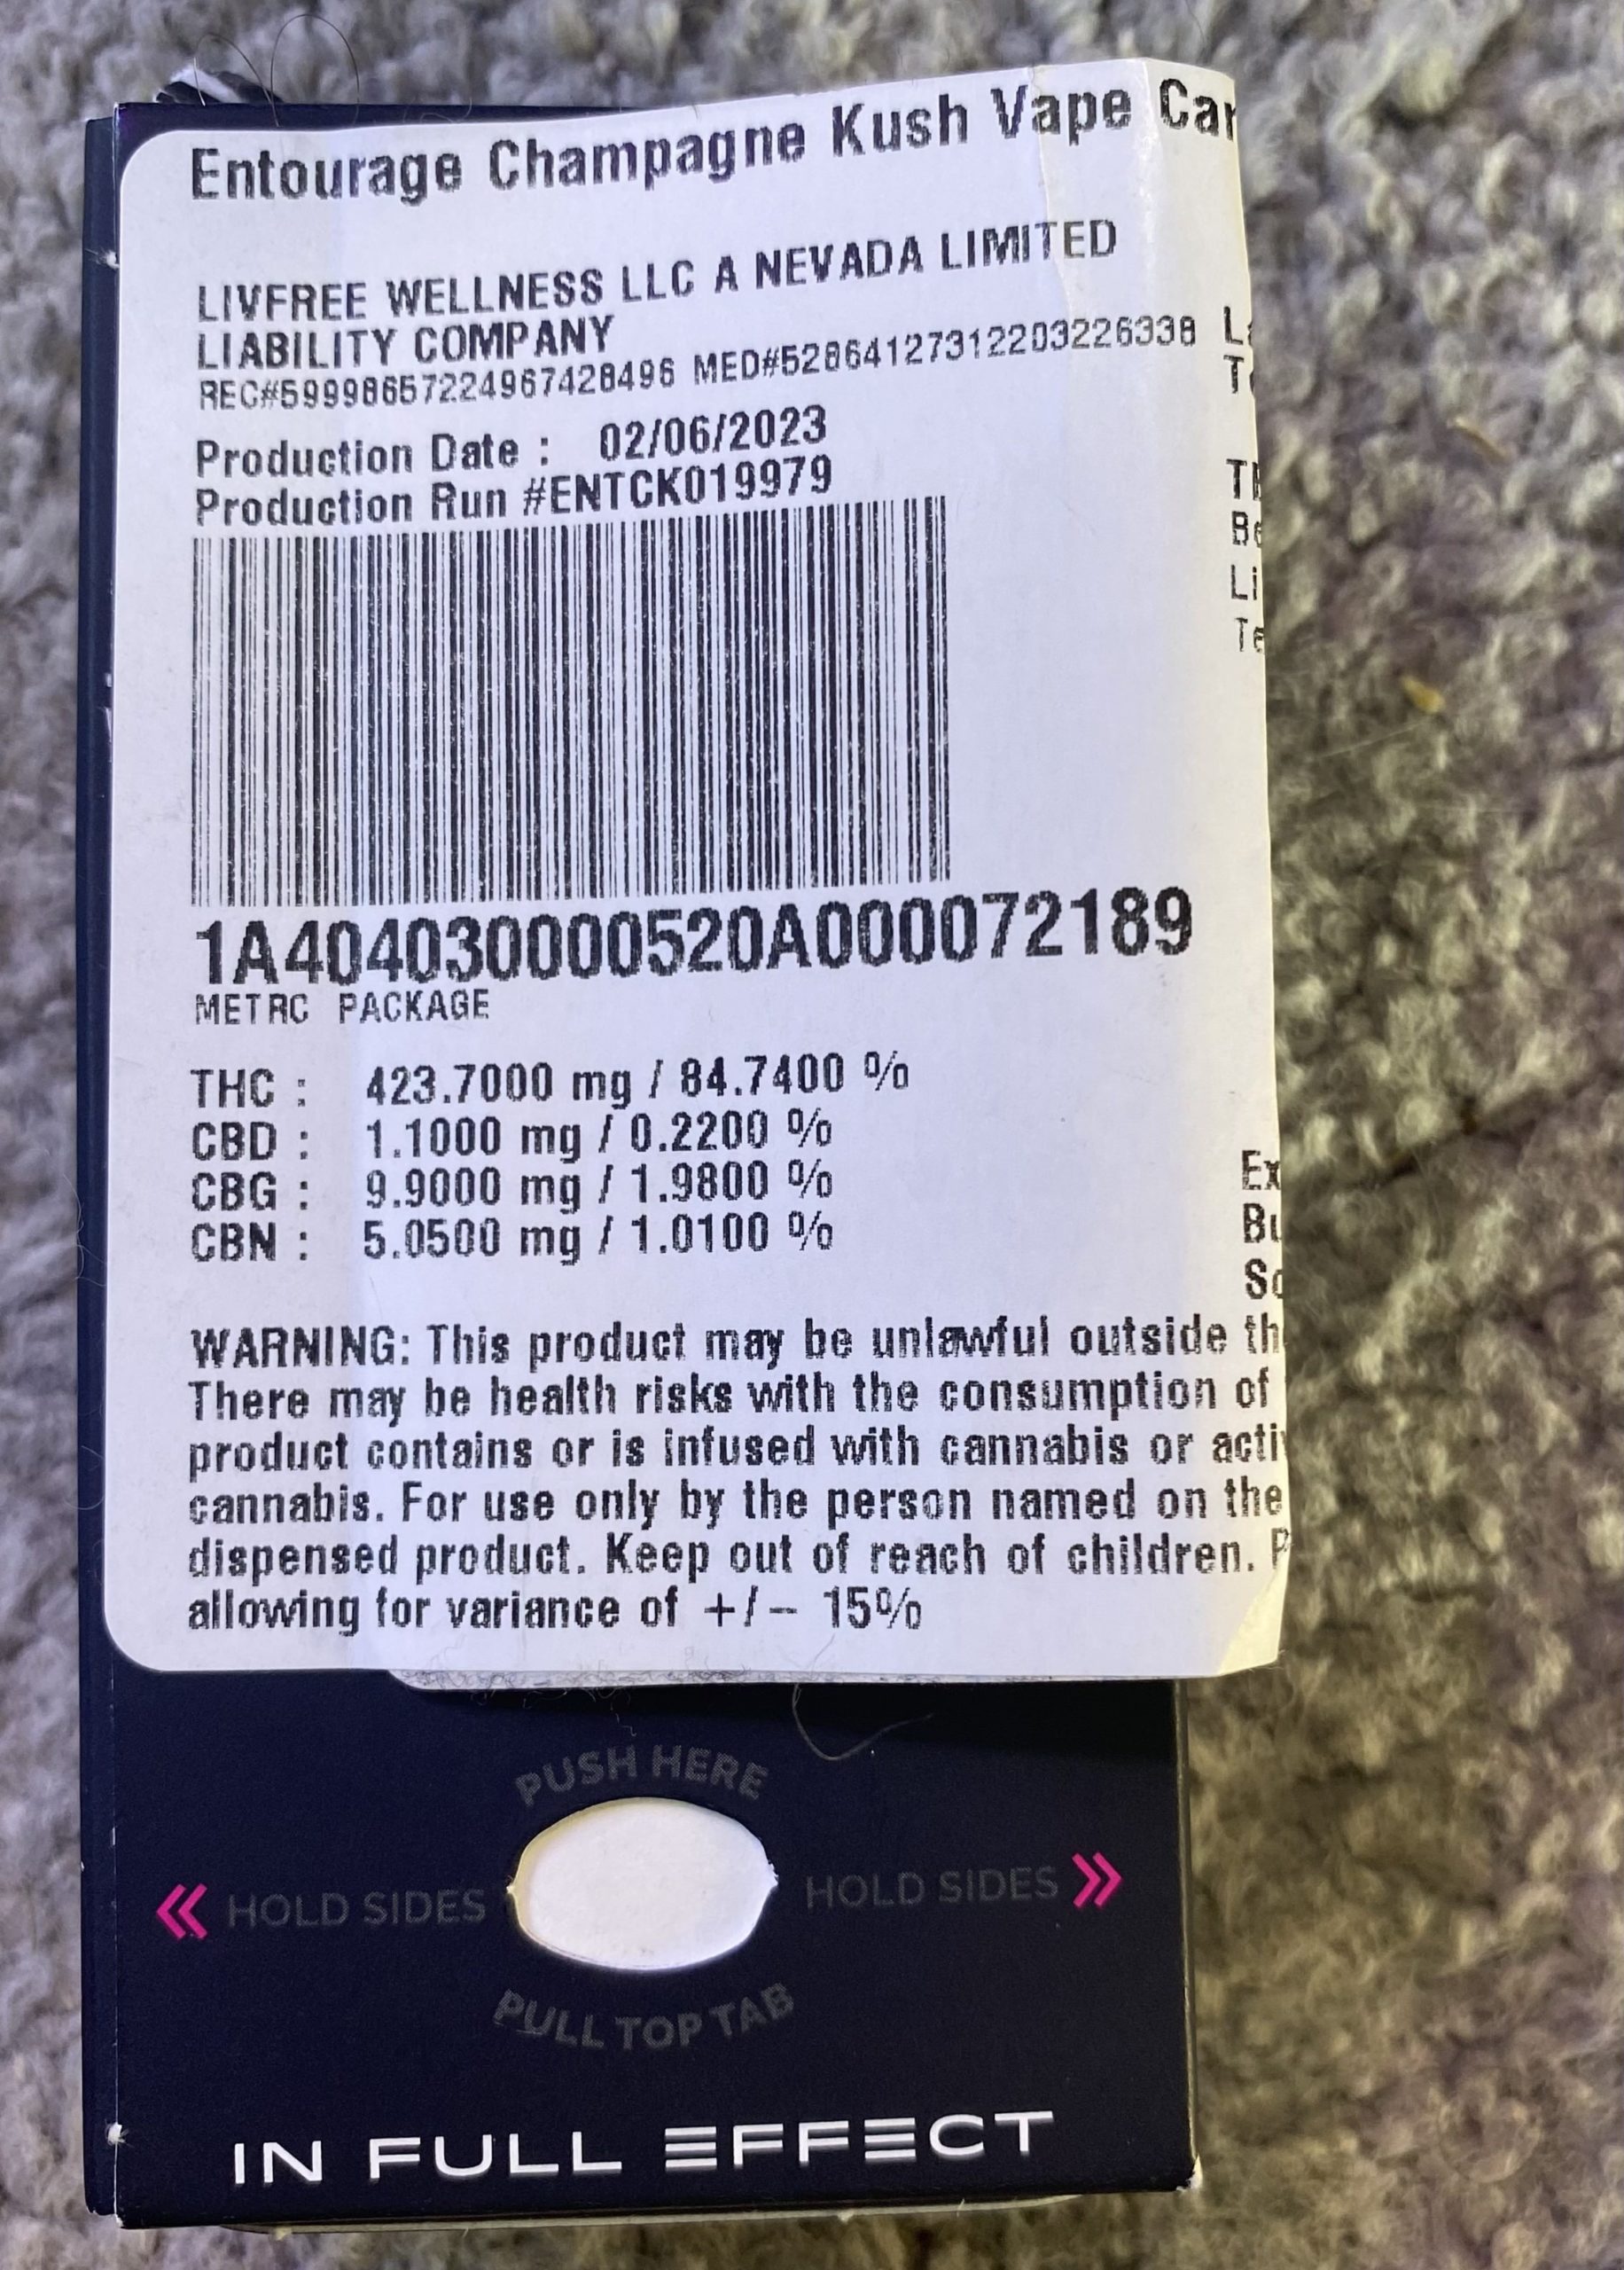 Entourage Champagne Kush Vape Car
LIVFREE WELLNESS LLC A NEVADA LIMITED
LIABILITY COMPANY
REC#59998657224967428496 MED#52864127312203226338
Production Date : 02/06/2023
Production Run #ENTCK019979
1A404030000520A000072189
METRC PACKAGE
THC : 423.7000 mg / 84.7400 %
CBD : 1.1000 mg / 0.2200 %
CBG : 9.9000 mg / 1.9800 %
CBN : 5.0500 mg / 1.0100 %
WARNING: This product may be unlawful outside th
There may be health risks with the consumption of
product contains or is infused with cannabis or acti
cannabis. For use only by the person named on the
dispensed product. Keep out of reach of children. P
allowing for variance of +/- 15%
PUSH HERE
HOLD SIDES
HOLD SIDES
PULL TOP TAB
IN FULL EFFECT